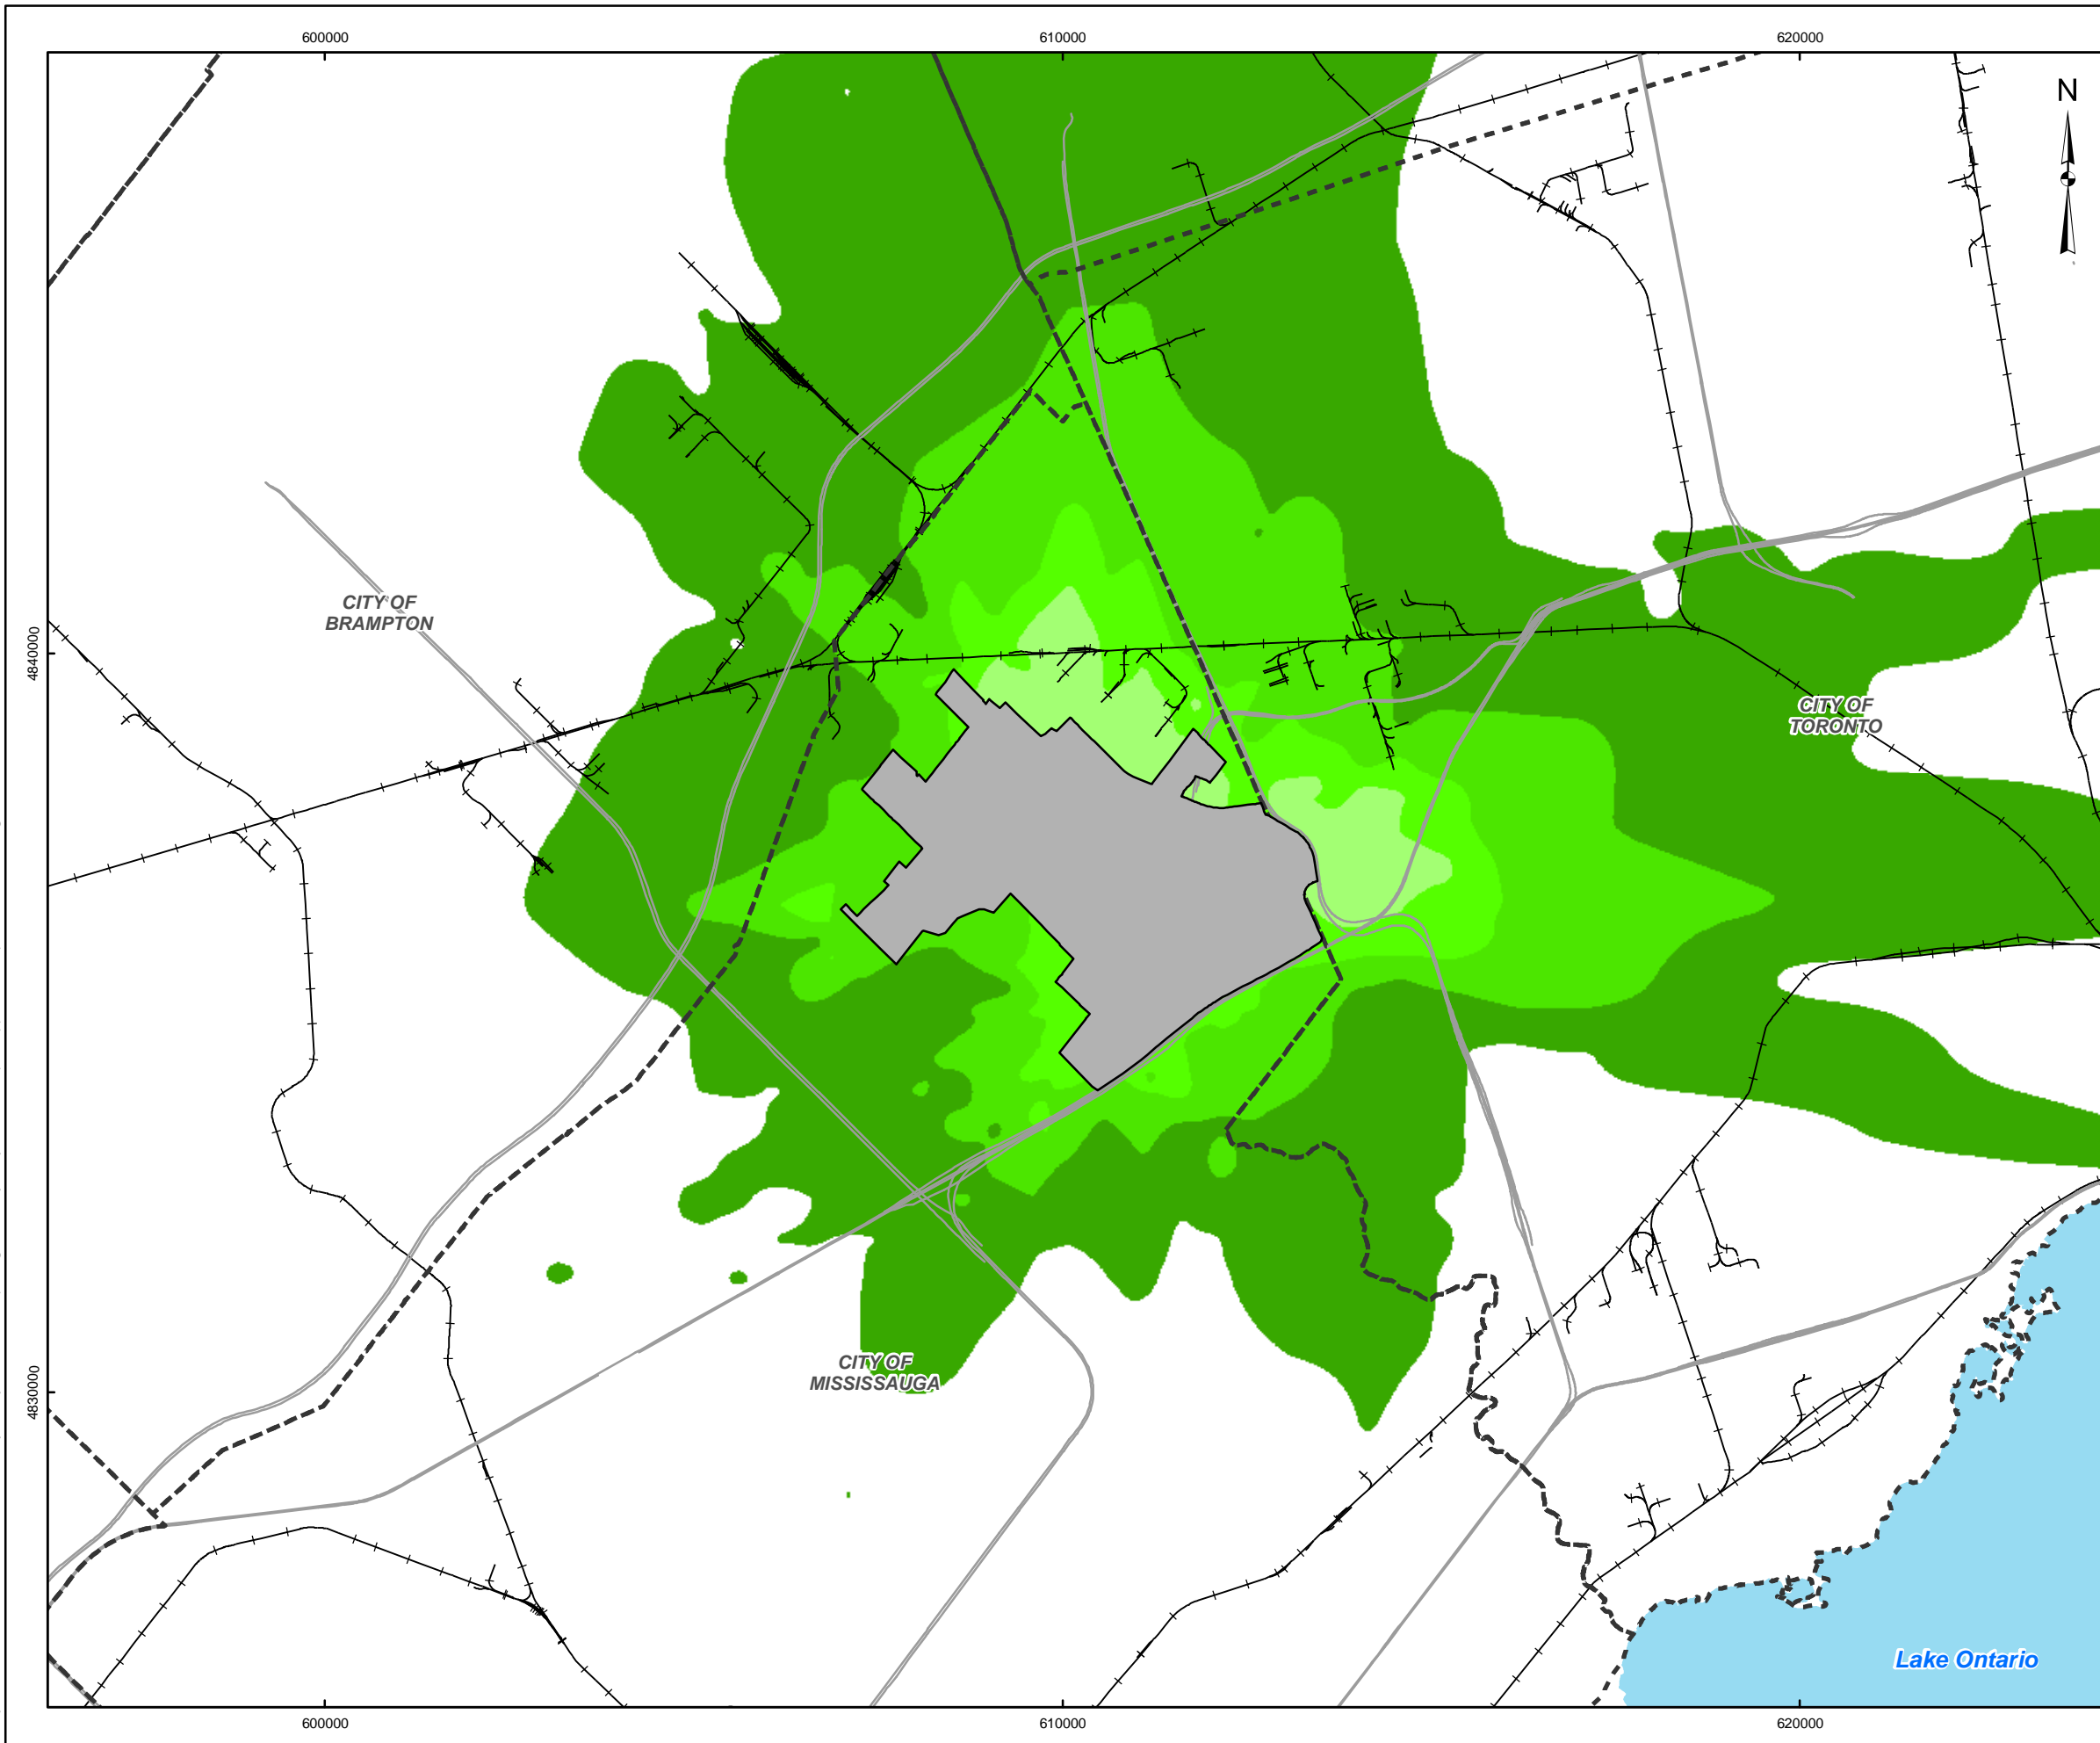 600000
610000
620000
N
CITY OF
BRAMPTON
4840000
CITY OF
TORONTO
CITY OF
MISSISSAUGA
4830000
Lake Ontario
600000
610000
620000